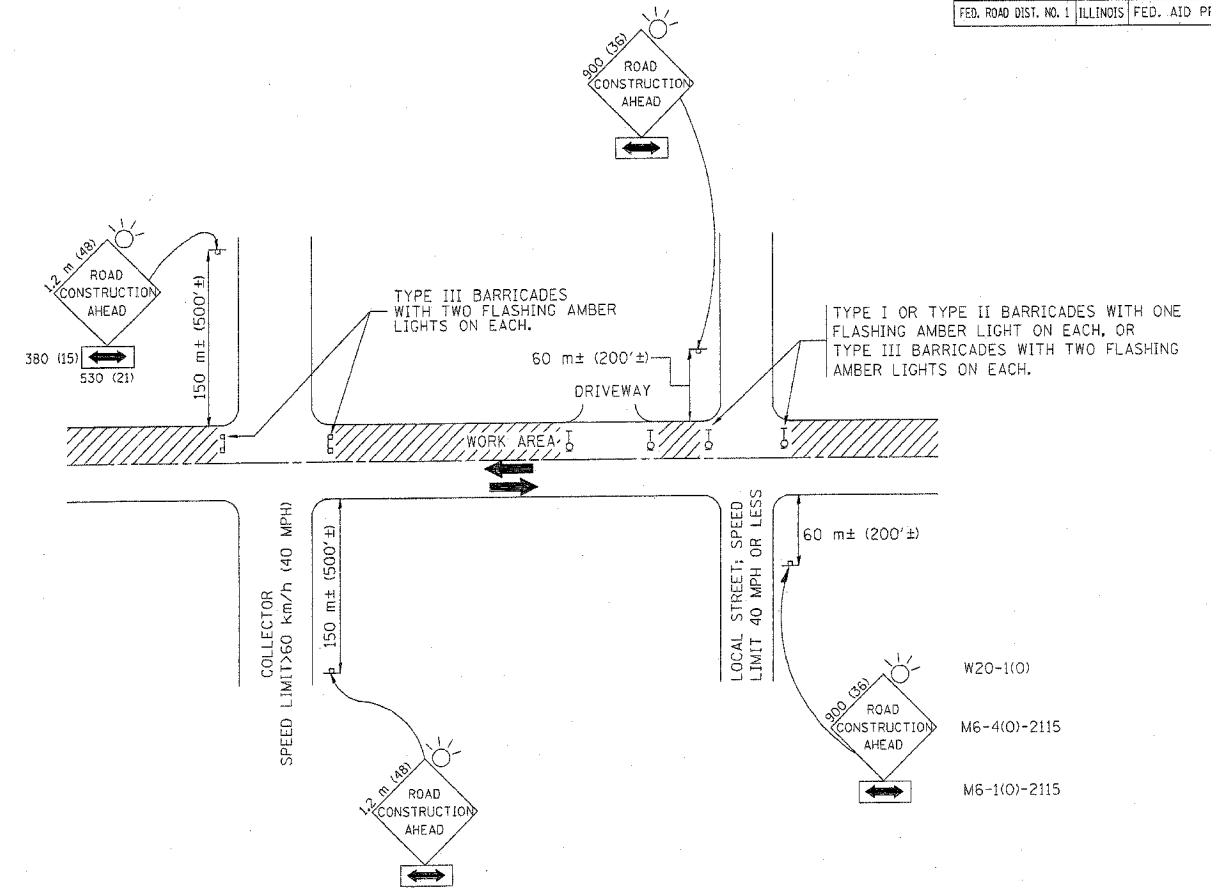 FED. ROAD DIST. NO. 1 ILLINOIS FED. AID PR
900 (36)
ROAD
CONSTRUCTION
AHEAD
1.2 m (48)
ROAD
CONSTRUCTION
AHEAD
380 (15)
530 (21)
150 m± (500'±)
TYPE III BARRICADES
WITH TWO FLASHING AMBER
LIGHTS ON EACH.
60 m± (200'±)
DRIVEWAY
TYPE I OR TYPE II BARRICADES WITH ONE
FLASHING AMBER LIGHT ON EACH, OR
TYPE III BARRICADES WITH TWO FLASHING
AMBER LIGHTS ON EACH.
WORK AREA
COLLECTOR
SPEED LIMIT>60 km/h (40 MPH)
150 m± (500'±)
LOCAL STREET; SPEED
LIMIT 40 MPH OR LESS
60 m± (200'±)
1.2 m (48)
ROAD
CONSTRUCTION
AHEAD
900 (36)
ROAD
CONSTRUCTION
AHEAD
W20-1(O)
M6-4(O)-2115
M6-1(O)-2115